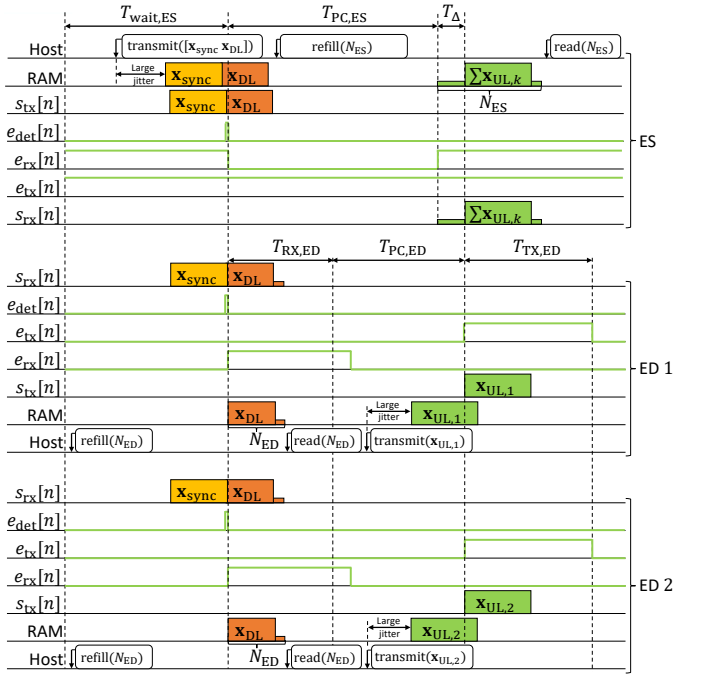 T_wait,ES T_PC,ES T_Δ
Host transmit([x_sync x_DL]) refill(N_ES) read(N_ES)
RAM Large jitter x_sync x_DL ∑x_UL,k
N_ES
s_tx[n] x_sync x_DL
e_det[n]
e_rx[n]
e_tx[n]
s_rx[n] ∑x_UL,k
ES
T_RX,ED T_PC,ED T_TX,ED
s_rx[n] x_sync x_DL
e_det[n]
e_tx[n]
e_rx[n]
ED 1
s_tx[n] x_UL,1
RAM x_DL Large jitter x_UL,1
N_ED
Host refill(N_ED) read(N_ED) transmit(x_UL,1)
s_rx[n] x_sync x_DL
e_det[n]
e_tx[n]
e_rx[n]
ED 2
s_tx[n] x_UL,2
RAM x_DL Large jitter x_UL,2
N_ED
Host refill(N_ED) read(N_ED) transmit(x_UL,2)